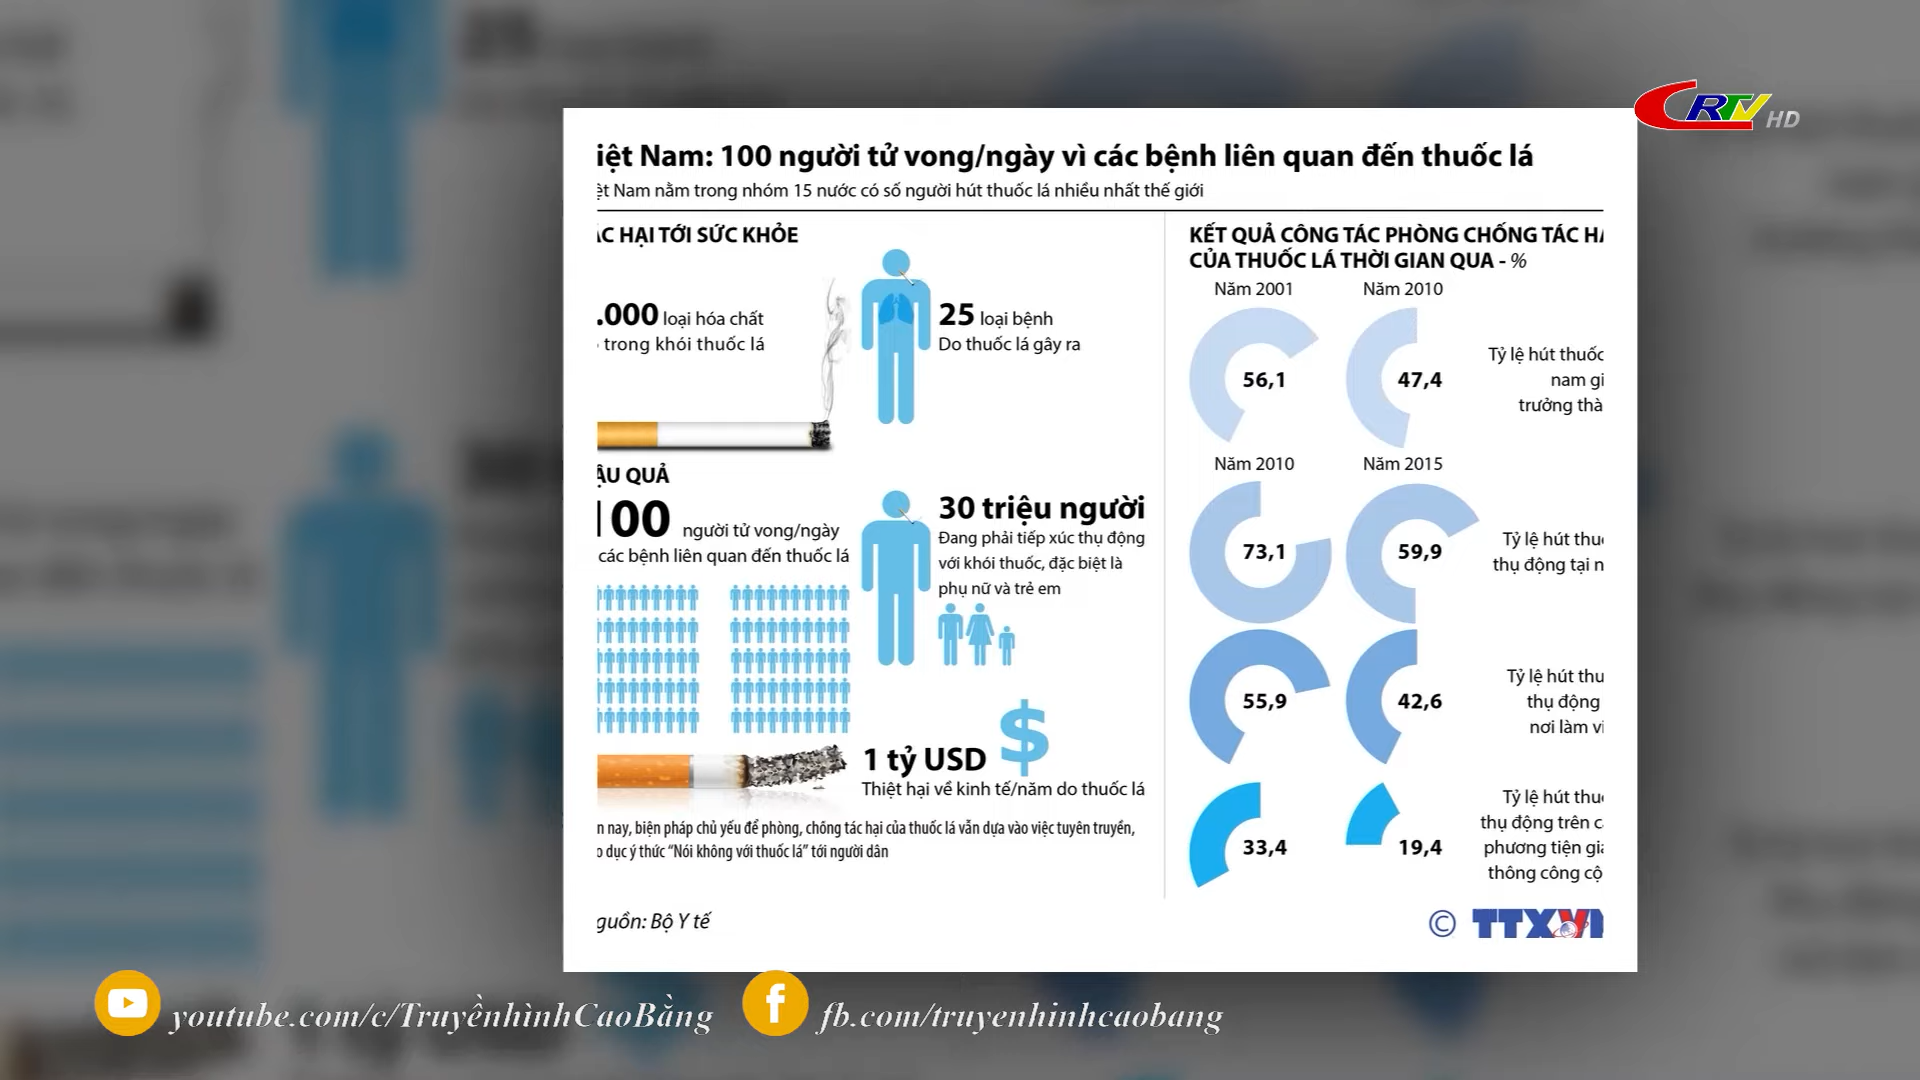 CRTV HD
iệt Nam: 100 người tử vong/ngày vì các bệnh liên quan đến thuốc lá
ệt Nam nằm trong nhóm 15 nước có số người hút thuốc lá nhiều nhất thế giới
ÁC HẠI TỚI SỨC KHỎE
.000 loại hóa chất
trong khói thuốc lá
25 loại bệnh
Do thuốc lá gây ra
ẬU QUẢ
100 người tử vong/ngày
các bệnh liên quan đến thuốc lá
30 triệu người
Đang phải tiếp xúc thụ động
với khói thuốc, đặc biệt là
phụ nữ và trẻ em
$
1 tỷ USD
Thiệt hại về kinh tế/năm do thuốc lá
n nay, biện pháp chủ yếu để phòng, chống tác hại của thuốc lá vẫn dựa vào việc tuyên truyền,
o dục ý thức “Nói không với thuốc lá” tới người dân
guồn: Bộ Y tế
KẾT QUẢ CÔNG TÁC PHÒNG CHỐNG TÁC HẠ
CỦA THUỐC LÁ THỜI GIAN QUA - %
Năm 2001 Năm 2010
56,1 47,4
Tỷ lệ hút thuốc
nam gi
trưởng thà
Năm 2010 Năm 2015
73,1 59,9
Tỷ lệ hút thu
thụ động tại n
55,9 42,6
Tỷ lệ hút thu
thụ động
nơi làm vi
33,4 19,4
Tỷ lệ hút thu
thụ động trên c
phương tiện gia
thông công cộ
© TTXV
youtube.com/c/TruyềnhìnhCaoBằng
fb.com/truyenhinhcaobang